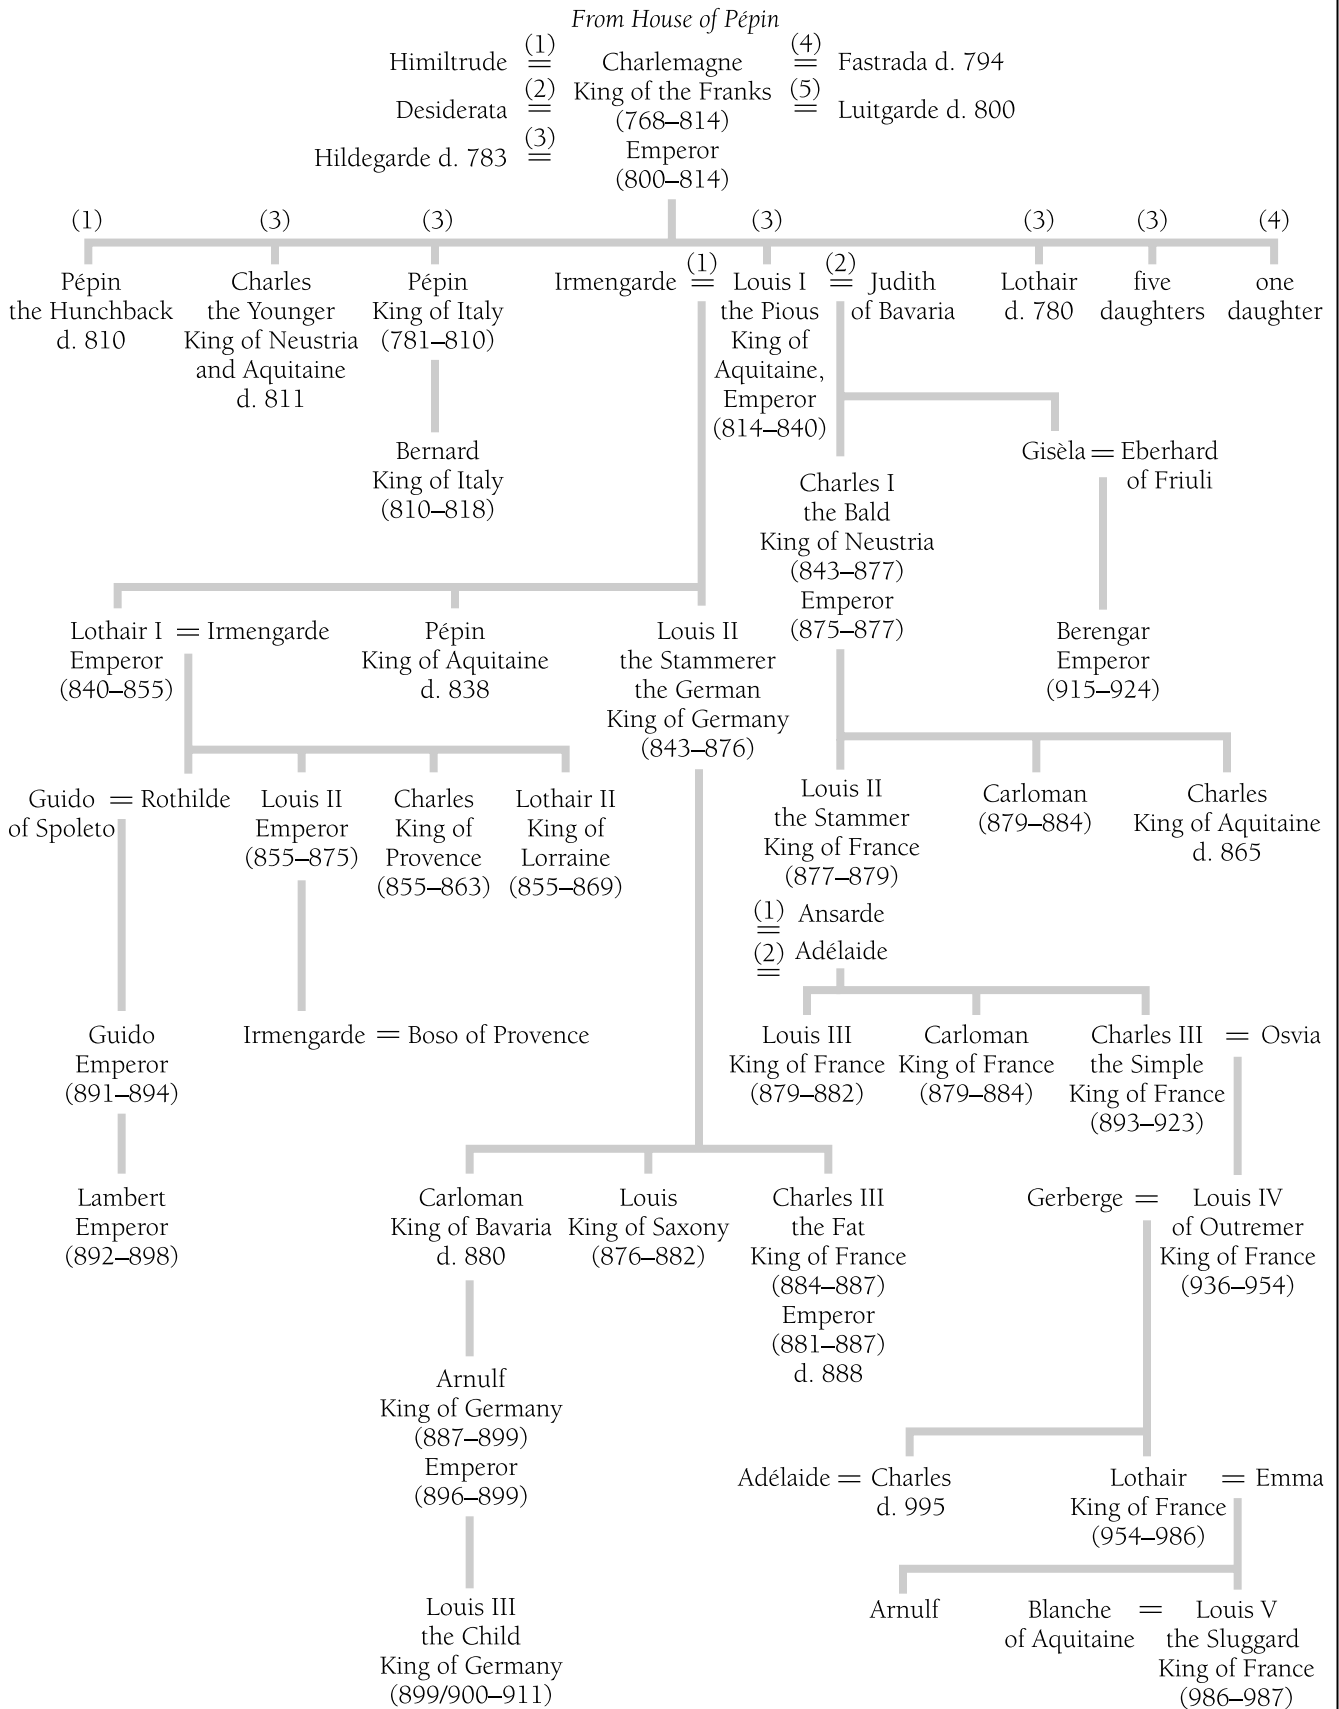 From House of Pépin
Himiltrude (1) = Charlemagne (4) = Fastrada d. 794
Desiderata (2) = King of the Franks (5) = Luitgarde d. 800
(768–814)
Hildegarde d. 783 (3) = Emperor
(800–814)
(1) (3) (3) (3) (3) (3) (4)
Pépin
the Hunchback
d. 810
Charles
the Younger
King of Neustria
and Aquitaine
d. 811
Pépin
King of Italy
(781–810)
Irmengarde (1) = Louis I (2) = Judith
the Pious
King of
Aquitaine,
Emperor
(814–840)
of Bavaria
Lothair
d. 780
five
daughters
one
daughter
Bernard
King of Italy
(810–818)
Charles I
the Bald
King of Neustria
(843–877)
Emperor
(875–877)
Gisèla = Eberhard
of Friuli
Lothair I = Irmengarde
Emperor
(840–855)
Pépin
King of Aquitaine
d. 838
Louis II
the Stammerer
the German
King of Germany
(843–876)
Berengar
Emperor
(915–924)
Guido = Rothilde
of Spoleto
Louis II
Emperor
(855–875)
Charles
King of
Provence
(855–863)
Lothair II
King of
Lorraine
(855–869)
Louis II
the Stammer
King of France
(877–879)
(1) = Ansarde
(2) = Adélaide
Carloman
(879–884)
Charles
King of Aquitaine
d. 865
Guido
Emperor
(891–894)
Irmengarde = Boso of Provence
Louis III
King of France
(879–882)
Carloman
King of France
(879–884)
Charles III = Osvia
the Simple
King of France
(893–923)
Lambert
Emperor
(892–898)
Carloman
King of Bavaria
d. 880
Louis
King of Saxony
(876–882)
Charles III
the Fat
King of France
(884–887)
Emperor
(881–887)
d. 888
Gerberge = Louis IV
of Outremer
King of France
(936–954)
Arnulf
King of Germany
(887–899)
Emperor
(896–899)
Adélaide = Charles
d. 995
Lothair = Emma
King of France
(954–986)
Louis III
the Child
King of Germany
(899/900–911)
Arnulf
Blanche = Louis V
of Aquitaine
the Sluggard
King of France
(986–987)